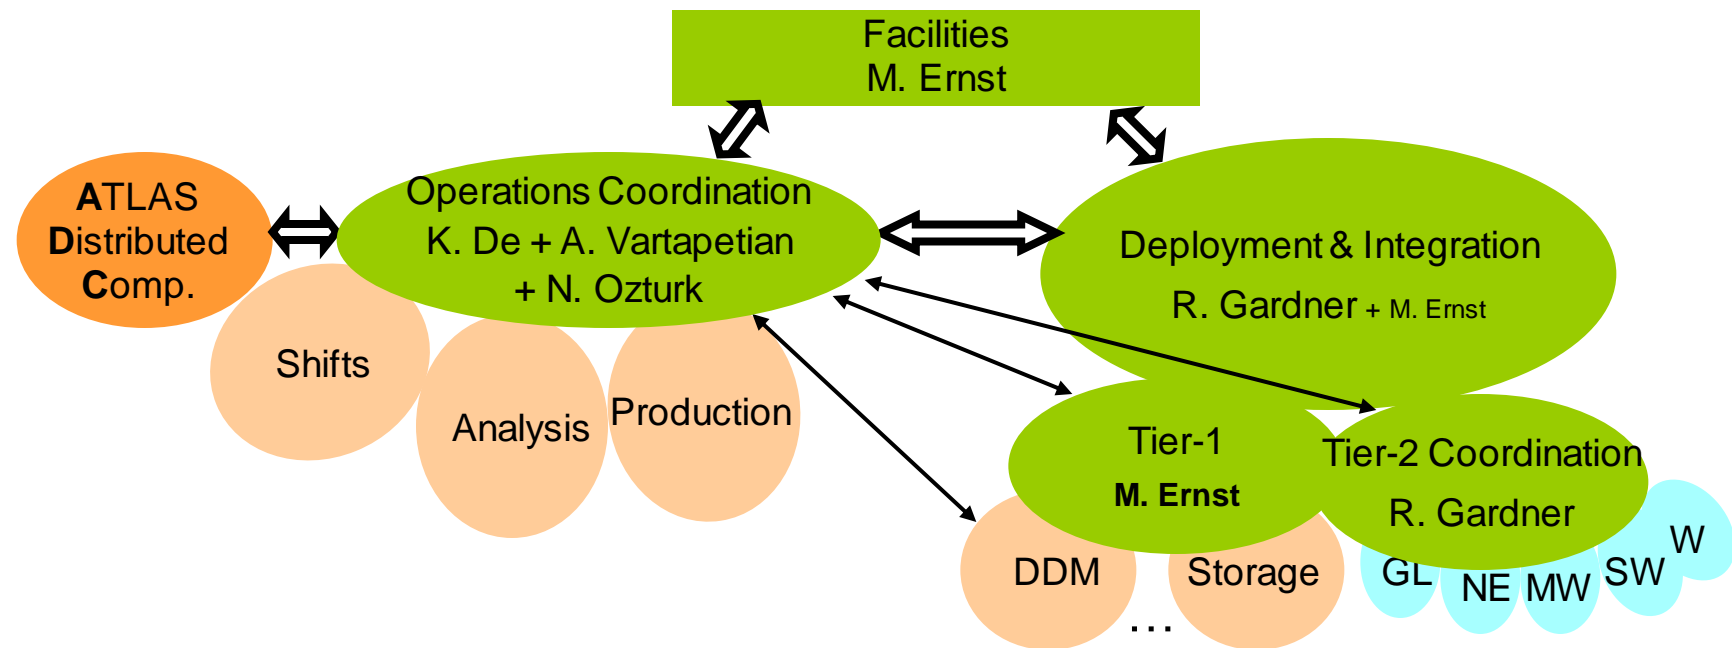 Facilities
M. Ernst
ATLAS
Distributed
Comp.
Operations Coordination
K. De + A. Vartapetian
+ N. Ozturk
Deployment & Integration
R. Gardner + M. Ernst
Shifts
Analysis
Production
Tier-1
M. Ernst
Tier-2 Coordination
R. Gardner
DDM
...
Storage
GL
NE
MW
SW
W